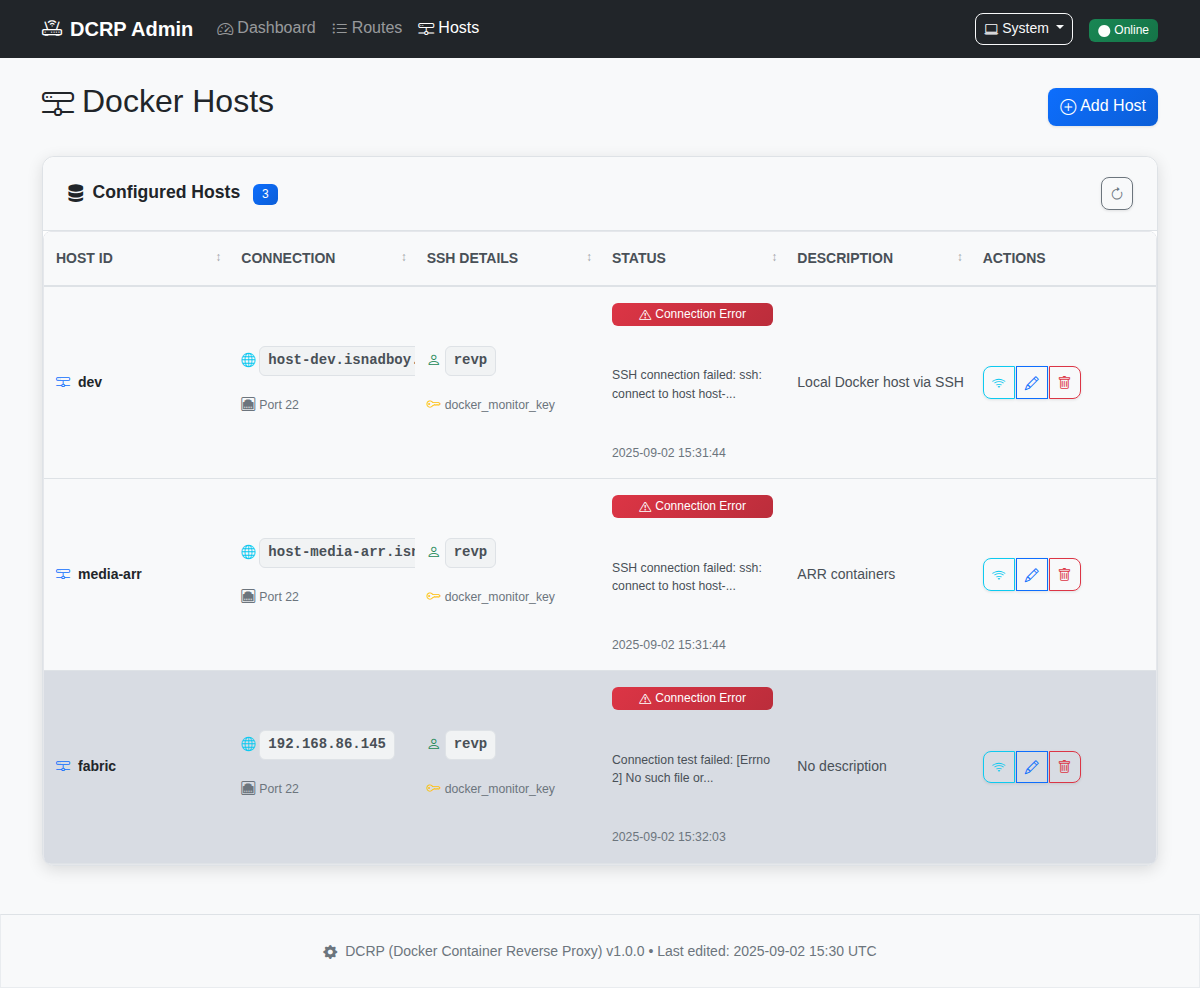 DCRP Admin Dashboard Routes Hosts System Online
Docker Hosts
Add Host
Configured Hosts 3
HOST ID CONNECTION SSH DETAILS STATUS DESCRIPTION ACTIONS
Connection Error
host-dev.isnadboy. revp
SSH connection failed: ssh:
dev Local Docker host via SSH
connect to host host-...
Port 22 docker_monitor_key
2025-09-02 15:31:44
Connection Error
host-media-arr.isn revp
SSH connection failed: ssh:
media-arr ARR containers
connect to host host-...
Port 22 docker_monitor_key
2025-09-02 15:31:44
Connection Error
192.168.86.145 revp
Connection test failed: [Errno
fabric No description
2] No such file or...
Port 22 docker_monitor_key
2025-09-02 15:32:03
DCRP (Docker Container Reverse Proxy) v1.0.0 • Last edited: 2025-09-02 15:30 UTC